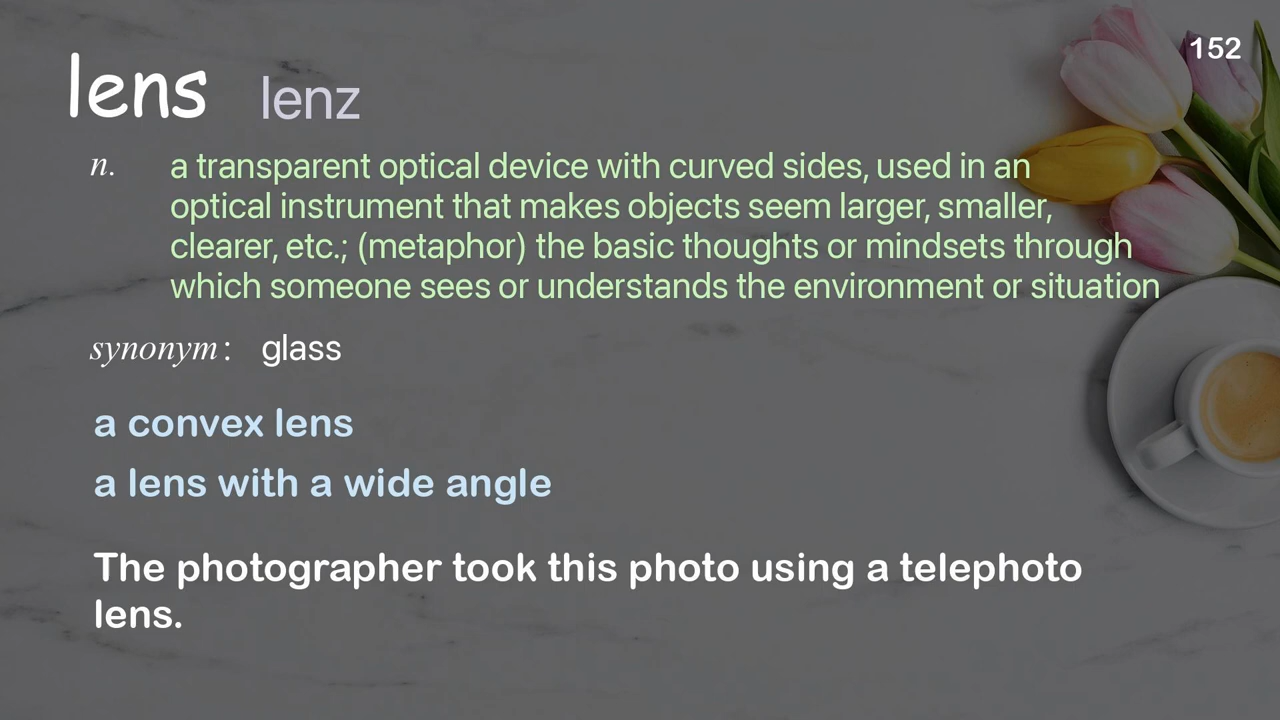 152
lens lenz
n. a transparent optical device with curved sides, used in an
optical instrument that makes objects seem larger, smaller,
clearer, etc.; (metaphor) the basic thoughts or mindsets through
which someone sees or understands the environment or situation
synonym: glass
a convex lens
a lens with a wide angle
The photographer took this photo using a telephoto
lens.